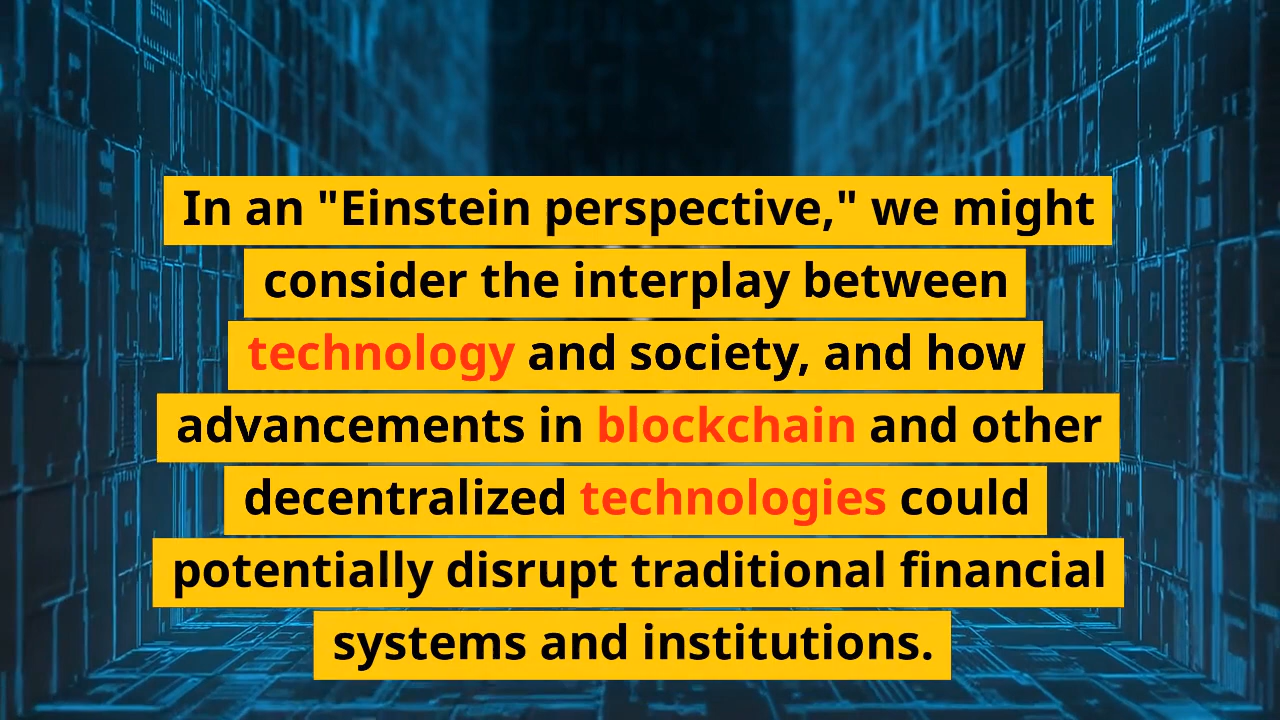 In an "Einstein perspective," we might
consider the interplay between
technology and society, and how
advancements in blockchain and other
decentralized technologies could
potentially disrupt traditional financial
systems and institutions.